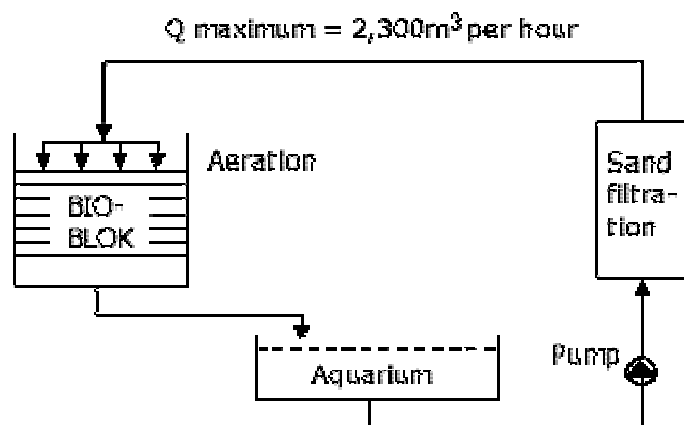 Q maximum = 2,300m³ per hour
Aeration
BIO-
BLOK
Sand
filtra-
tion
Pump
Aquarium